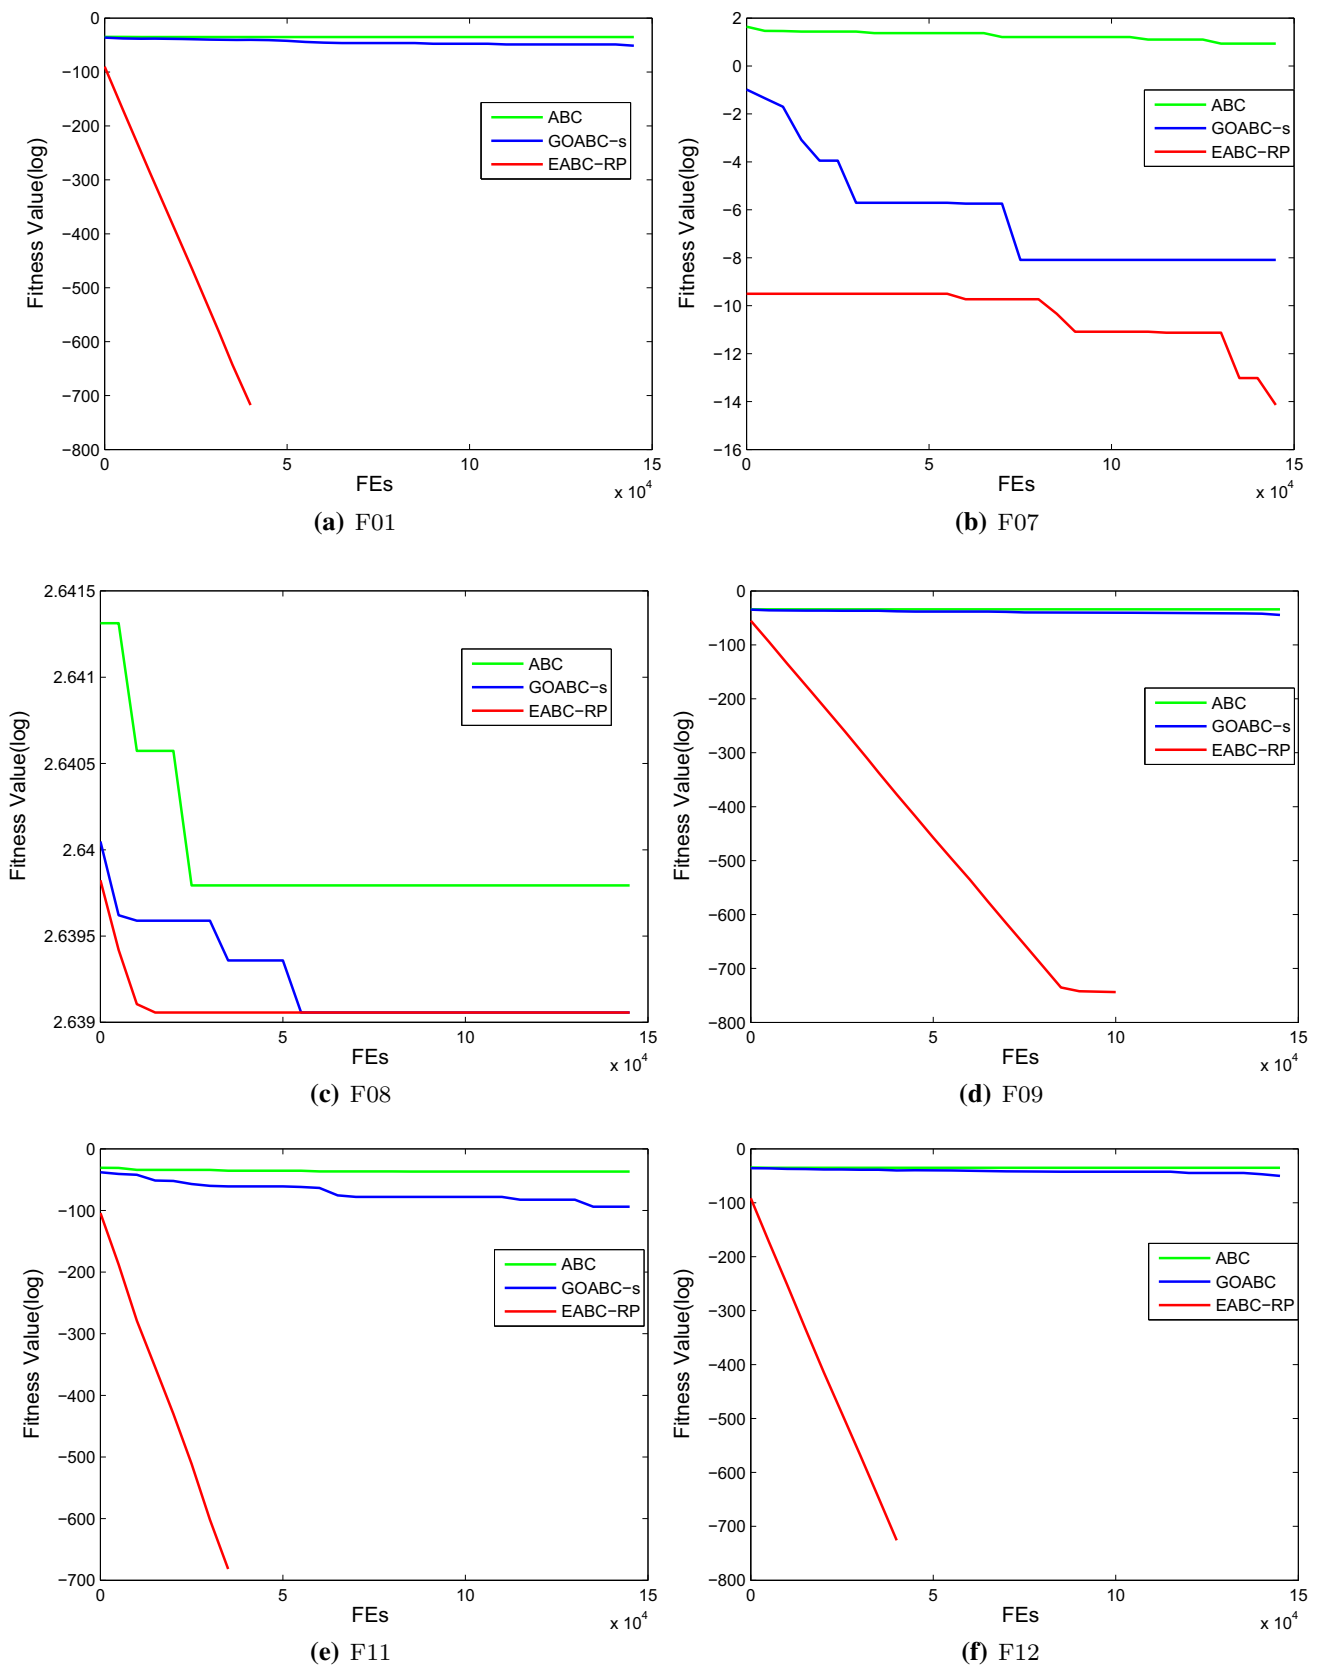 0
−100
−200
−300
−400
−500
−600
−700
−800
0
5
10
15
x 10^4
FEs
Fitness Value(log)
ABC
GOABC−s
EABC−RP
(a) F01
2
0
−2
−4
−6
−8
−10
−12
−14
−16
0
5
10
15
x 10^4
FEs
Fitness Value(log)
ABC
GOABC−s
EABC−RP
(b) F07
2.6415
2.641
2.6405
2.64
2.6395
2.639
0
5
10
15
x 10^4
FEs
Fitness Value(log)
ABC
GOABC−s
EABC−RP
(c) F08
0
−100
−200
−300
−400
−500
−600
−700
−800
0
5
10
15
x 10^4
FEs
Fitness Value(log)
ABC
GOABC−s
EABC−RP
(d) F09
0
−100
−200
−300
−400
−500
−600
−700
0
5
10
15
x 10^4
FEs
Fitness Value(log)
ABC
GOABC−s
EABC−RP
(e) F11
0
−100
−200
−300
−400
−500
−600
−700
−800
0
5
10
15
x 10^4
FEs
Fitness Value(log)
ABC
GOABC
EABC−RP
(f) F12